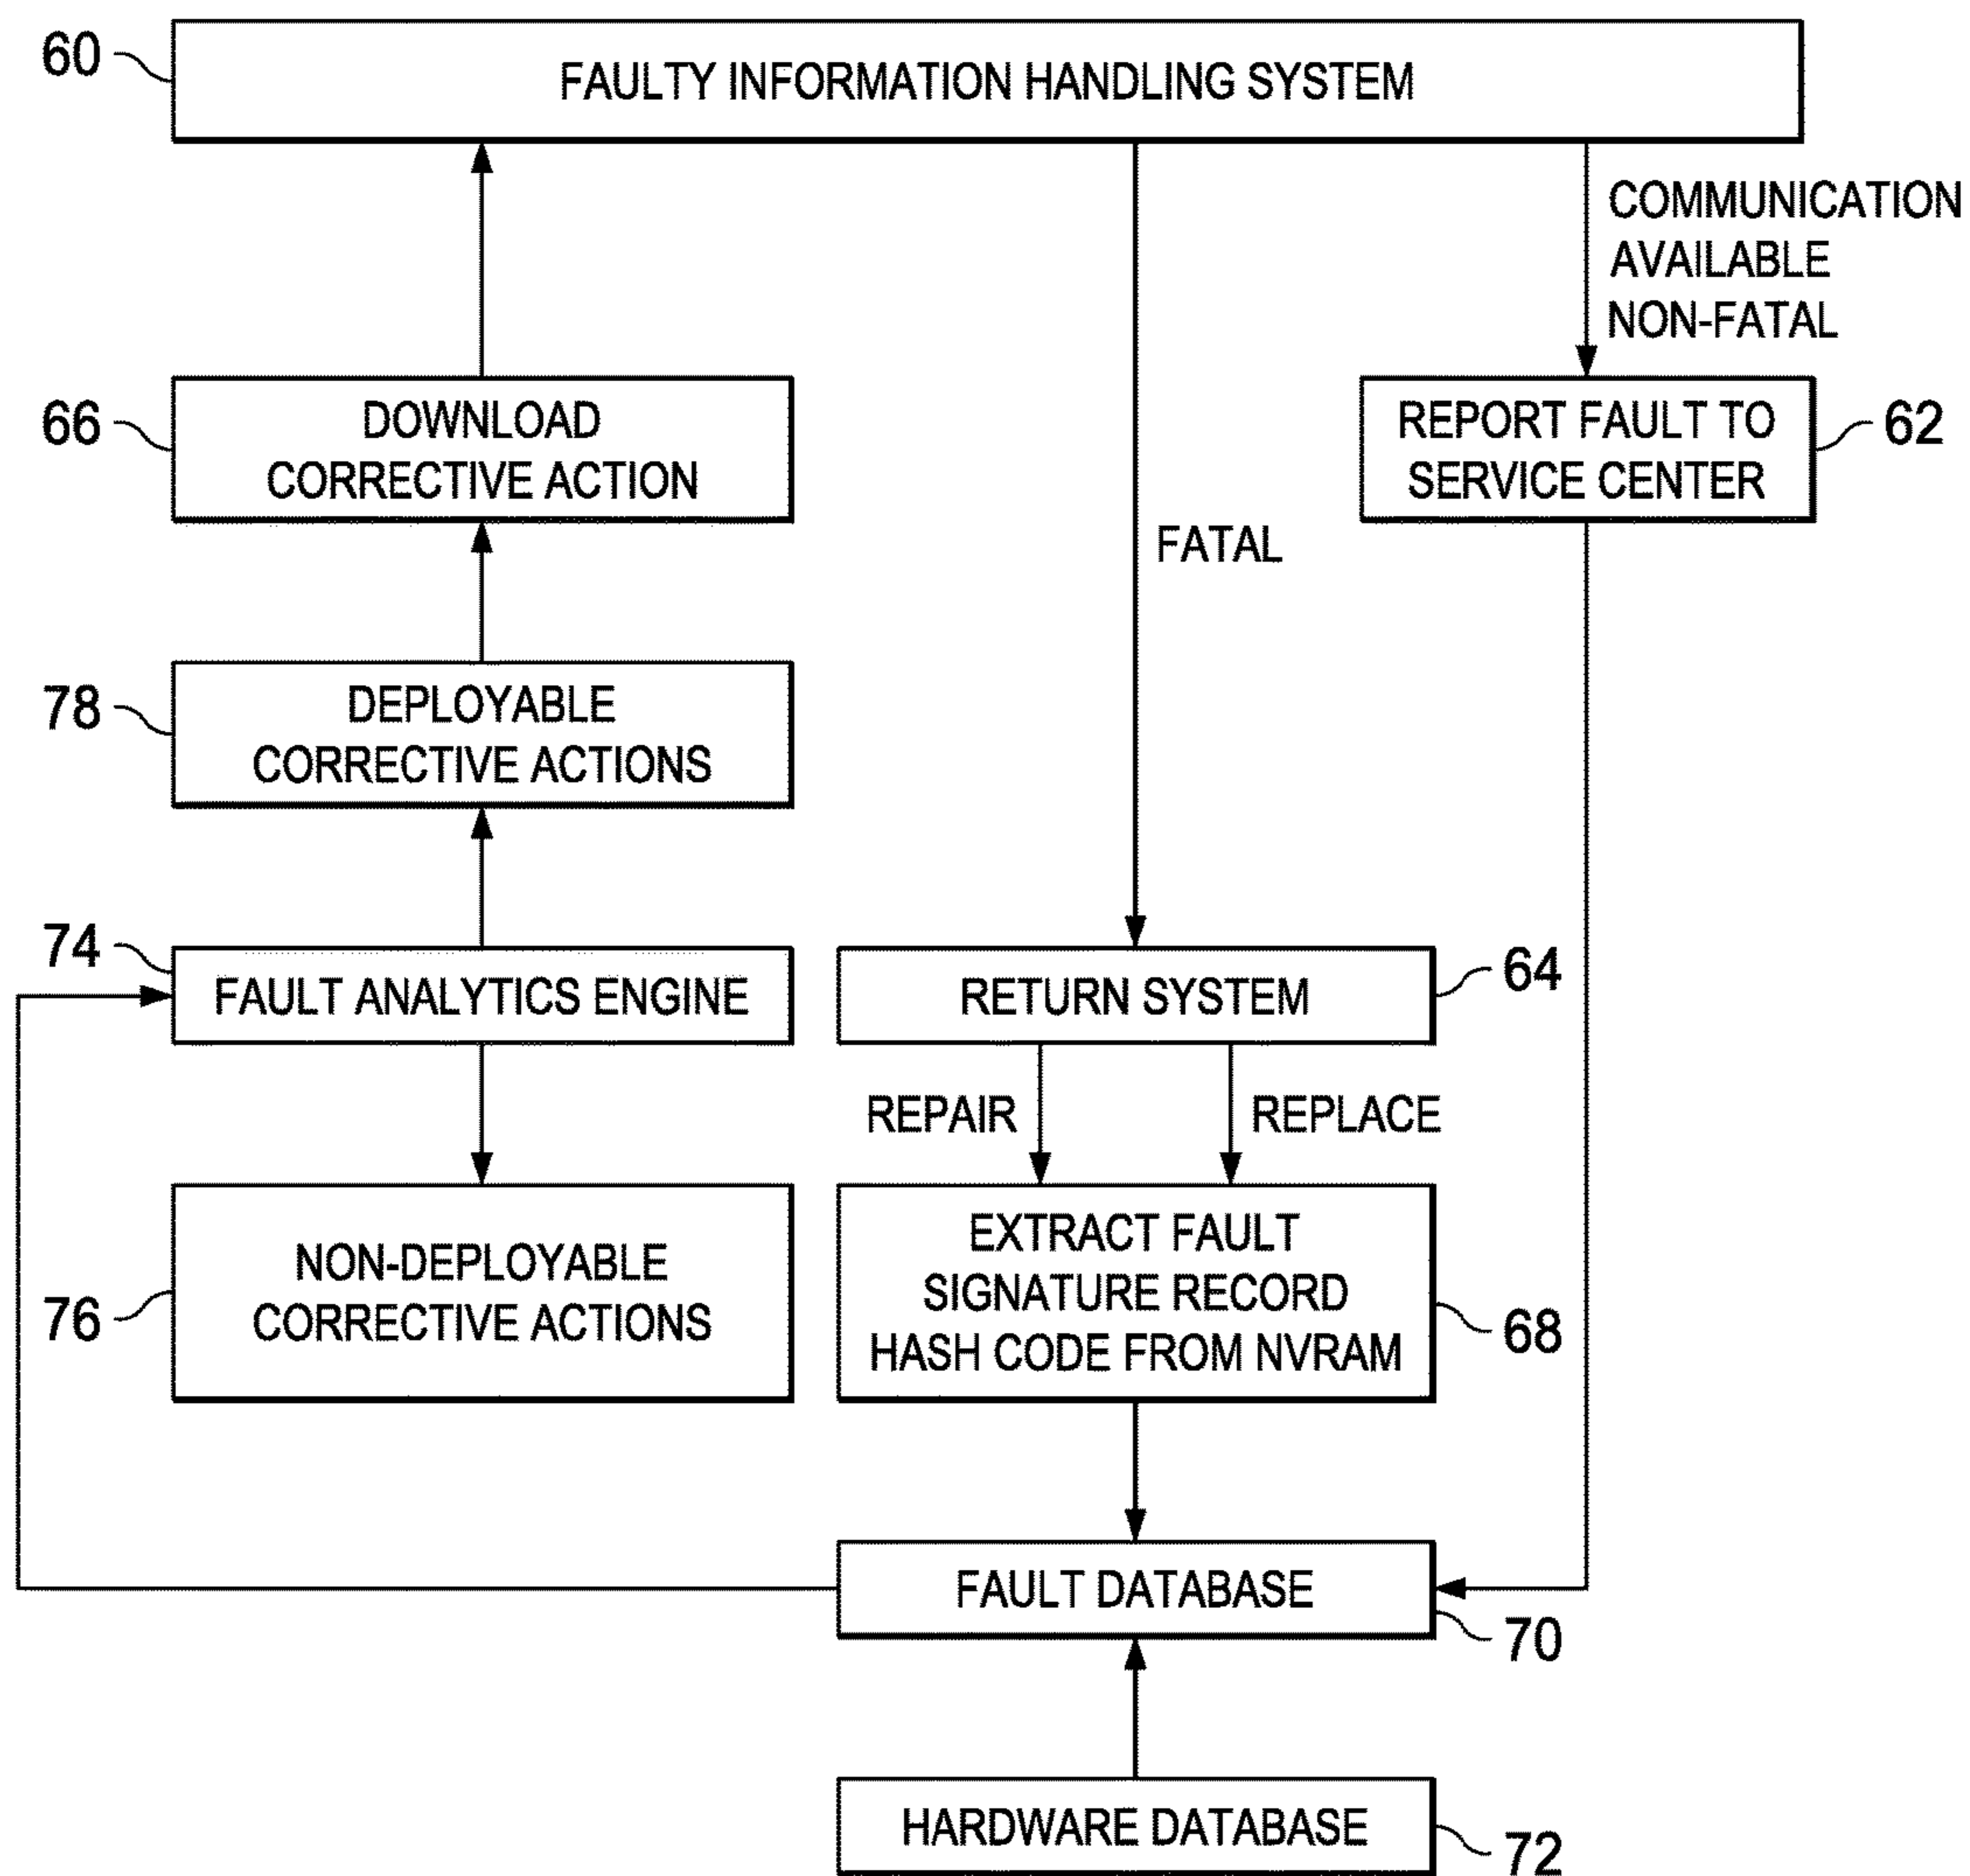 60
FAULTY INFORMATION HANDLING SYSTEM
COMMUNICATION
AVAILABLE
NON-FATAL
66
DOWNLOAD
CORRECTIVE ACTION
REPORT FAULT TO
SERVICE CENTER
62
FATAL
78
DEPLOYABLE
CORRECTIVE ACTIONS
74
FAULT ANALYTICS ENGINE
RETURN SYSTEM
64
REPAIR
REPLACE
76
NON-DEPLOYABLE
CORRECTIVE ACTIONS
EXTRACT FAULT
SIGNATURE RECORD
HASH CODE FROM NVRAM
68
FAULT DATABASE
70
HARDWARE DATABASE
72